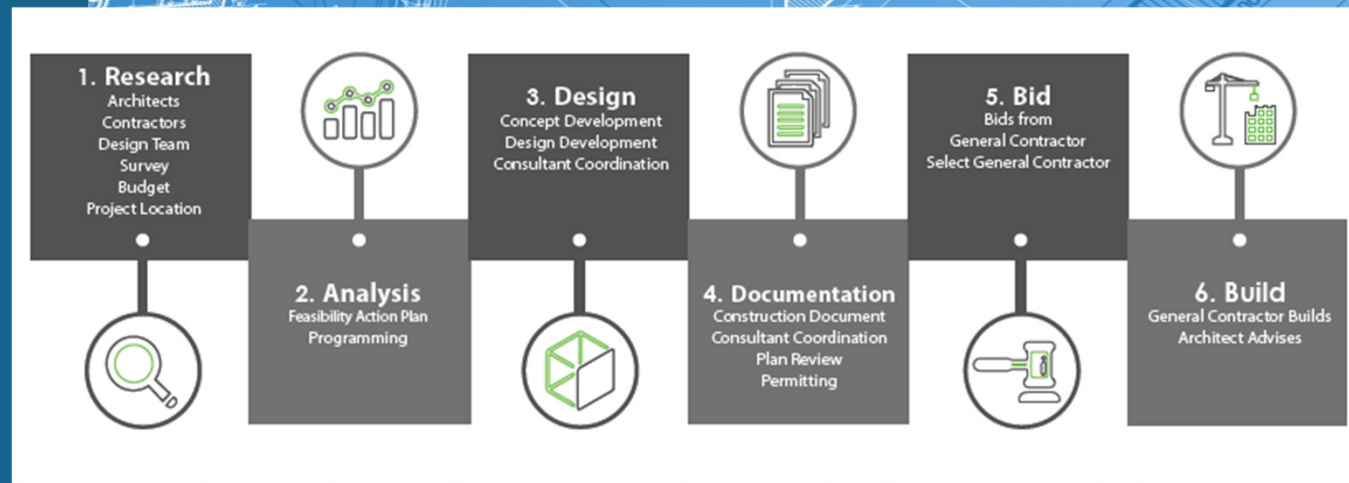 1. Research
Architects
Contractors
Design Team
Survey
Budget
Project Location
2. Analysis
Feasibility Action Plan
Programming
3. Design
Concept Development
Design Development
Consultant Coordination
4. Documentation
Construction Document
Consultant Coordination
Plan Review
Permitting
5. Bid
Bids from
General Contractor
Select General Contractor
6. Build
General Contractor Builds
Architect Advises